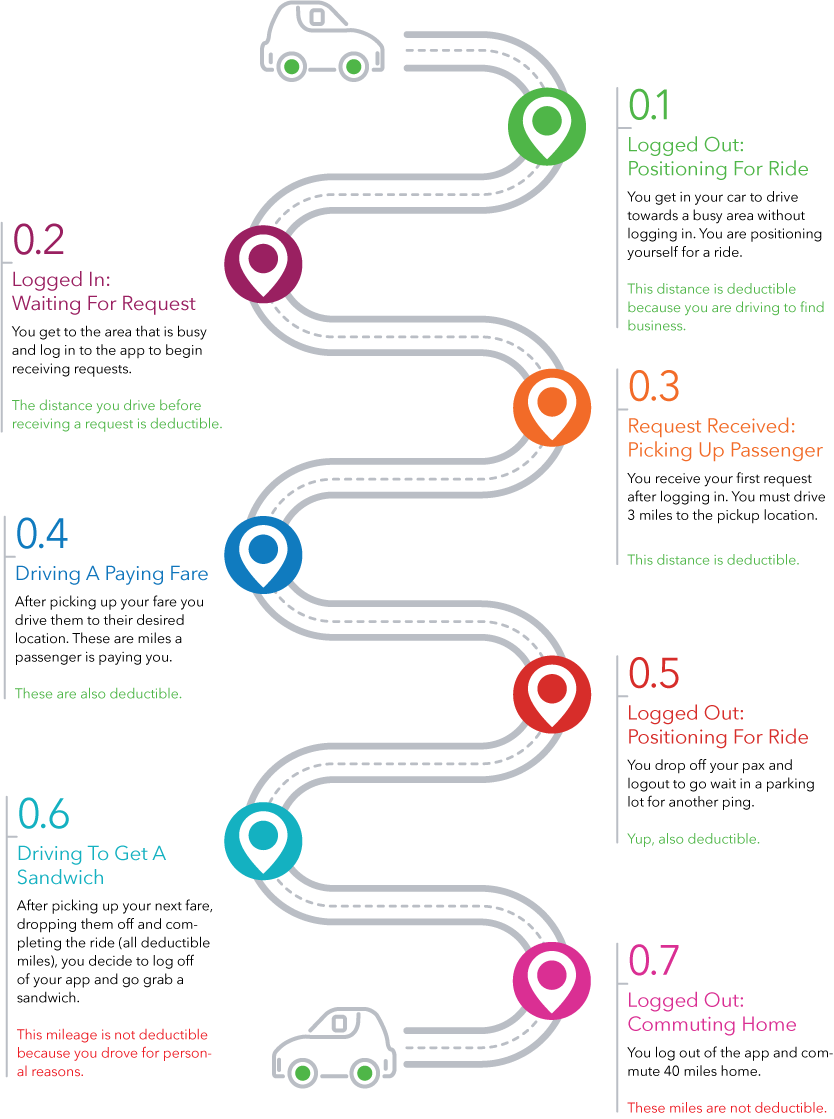 0.1
Logged Out:
Positioning For Ride
You get in your car to drive
towards a busy area without
logging in. You are positioning
yourself for a ride.
This distance is deductible
because you are driving to find
business.
0.2
Logged In:
Waiting For Request
You get to the area that is busy
and log in to the app to begin
receiving requests.
The distance you drive before
receiving a request is deductible.
0.3
Request Received:
Picking Up Passenger
You receive your first request
after logging in. You must drive
3 miles to the pickup location.
This distance is deductible.
0.4
Driving A Paying Fare
After picking up your fare you
drive them to their desired
location. These are miles a
passenger is paying you.
These are also deductible.
0.5
Logged Out:
Positioning For Ride
You drop off your pax and
logout to go wait in a parking
lot for another ping.
Yup, also deductible.
0.6
Driving To Get A
Sandwich
After picking up your next fare,
dropping them off and com-
pleting the ride (all deductible
miles), you decide to log off
of your app and go grab a
sandwich.
This mileage is not deductible
because you drove for person-
al reasons.
0.7
Logged Out:
Commuting Home
You log out of the app and com-
mute 40 miles home.
These miles are not deductible.